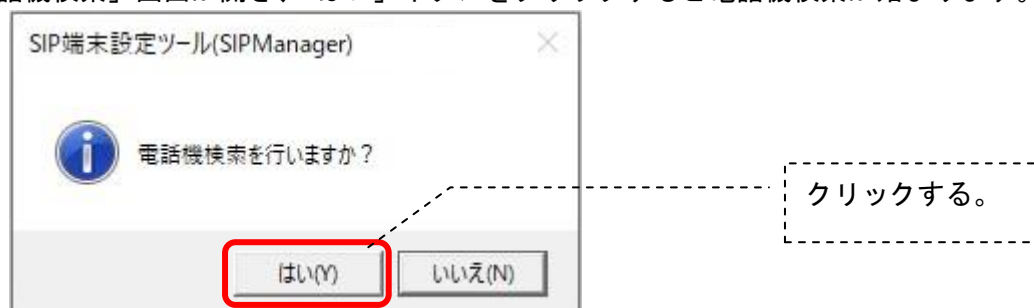 SIP端末設定ツール(SIPManager)
電話機検索を行いますか？
クリックする。
はい(Y)
いいえ(N)